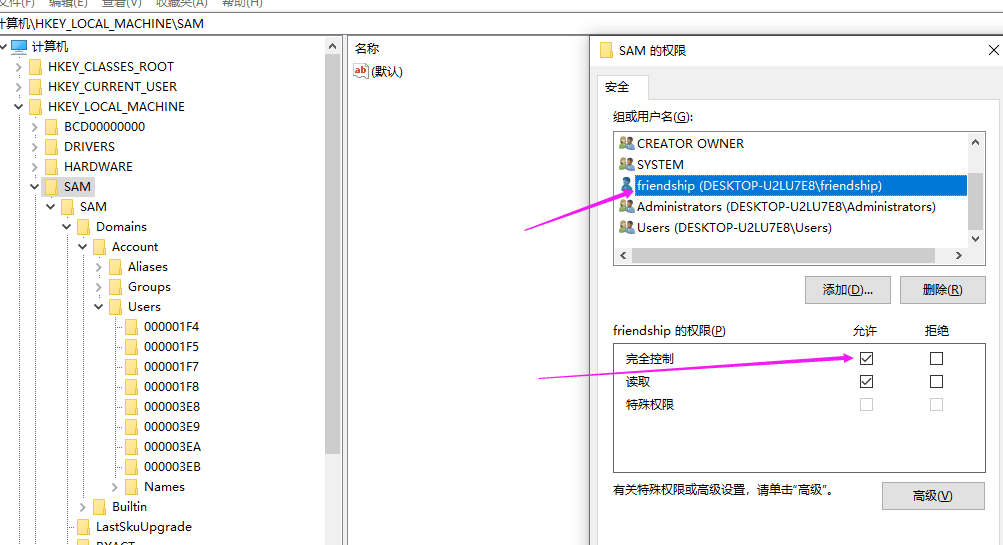 文件(F) 编辑(E) 查看(V) 收藏夹(A) 帮助(H)
计算机\HKEY_LOCAL_MACHINE\SAM
计算机
HKEY_CLASSES_ROOT
HKEY_CURRENT_USER
HKEY_LOCAL_MACHINE
BCD00000000
DRIVERS
HARDWARE
SAM
SAM
Domains
Account
Aliases
Groups
Users
000001F4
000001F5
000001F7
000001F8
000003E8
000003E9
000003EA
000003EB
Names
Builtin
LastSkuUpgrade
RXACT
名称
ab (默认)
SAM 的权限
安全
组或用户名(G):
CREATOR OWNER
SYSTEM
friendship (DESKTOP-U2LU7E8\friendship)
Administrators (DESKTOP-U2LU7E8\Administrators)
Users (DESKTOP-U2LU7E8\Users)
添加(D)... 删除(R)
friendship 的权限(P) 允许 拒绝
完全控制
读取
特殊权限
有关特殊权限或高级设置，请单击“高级”。
高级(V)